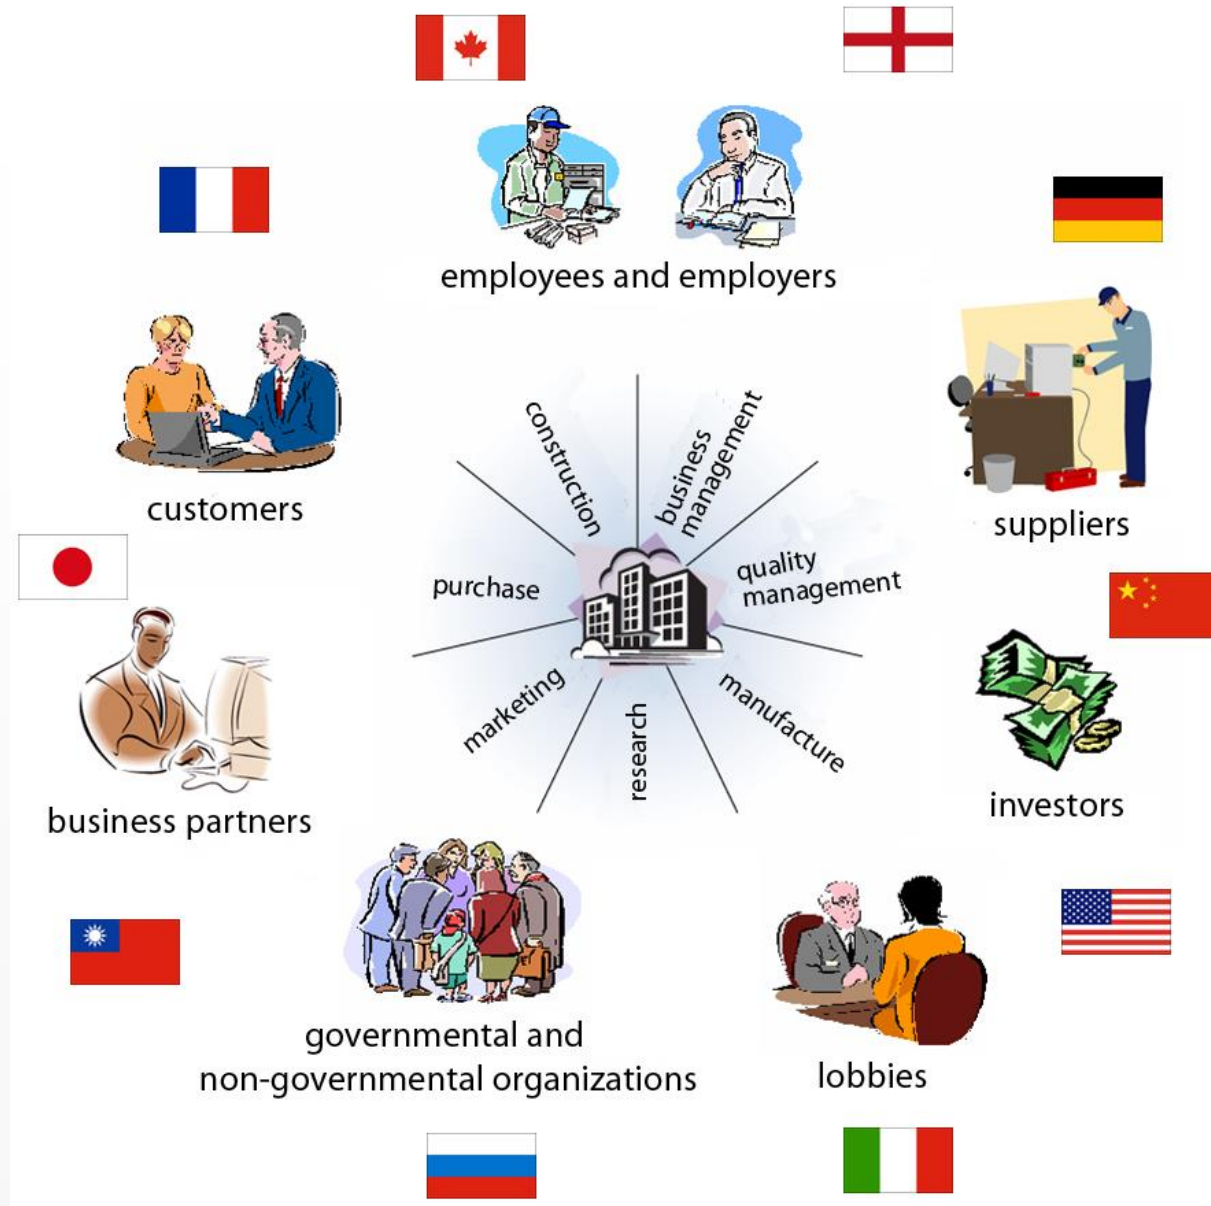 employees and employers
customers
suppliers
construction
business
management
purchase
quality
management
marketing
research
manufacture
business partners
investors
governmental and
non-governmental organizations
lobbies